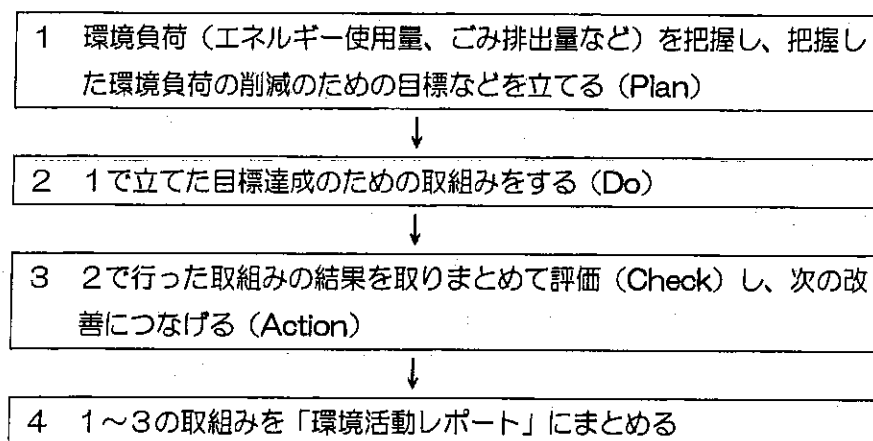 1 環境負荷（エネルギー使用量、ごみ排出量など）を把握し、把握し
た環境負荷の削減のための目標などを立てる（Plan）
↓
2 1で立てた目標達成のための取組みをする（Do）
↓
3 2で行った取組みの結果を取りまとめて評価（Check）し、次の改
善につなげる（Action）
↓
4 1～3の取組みを「環境活動レポート」にまとめる